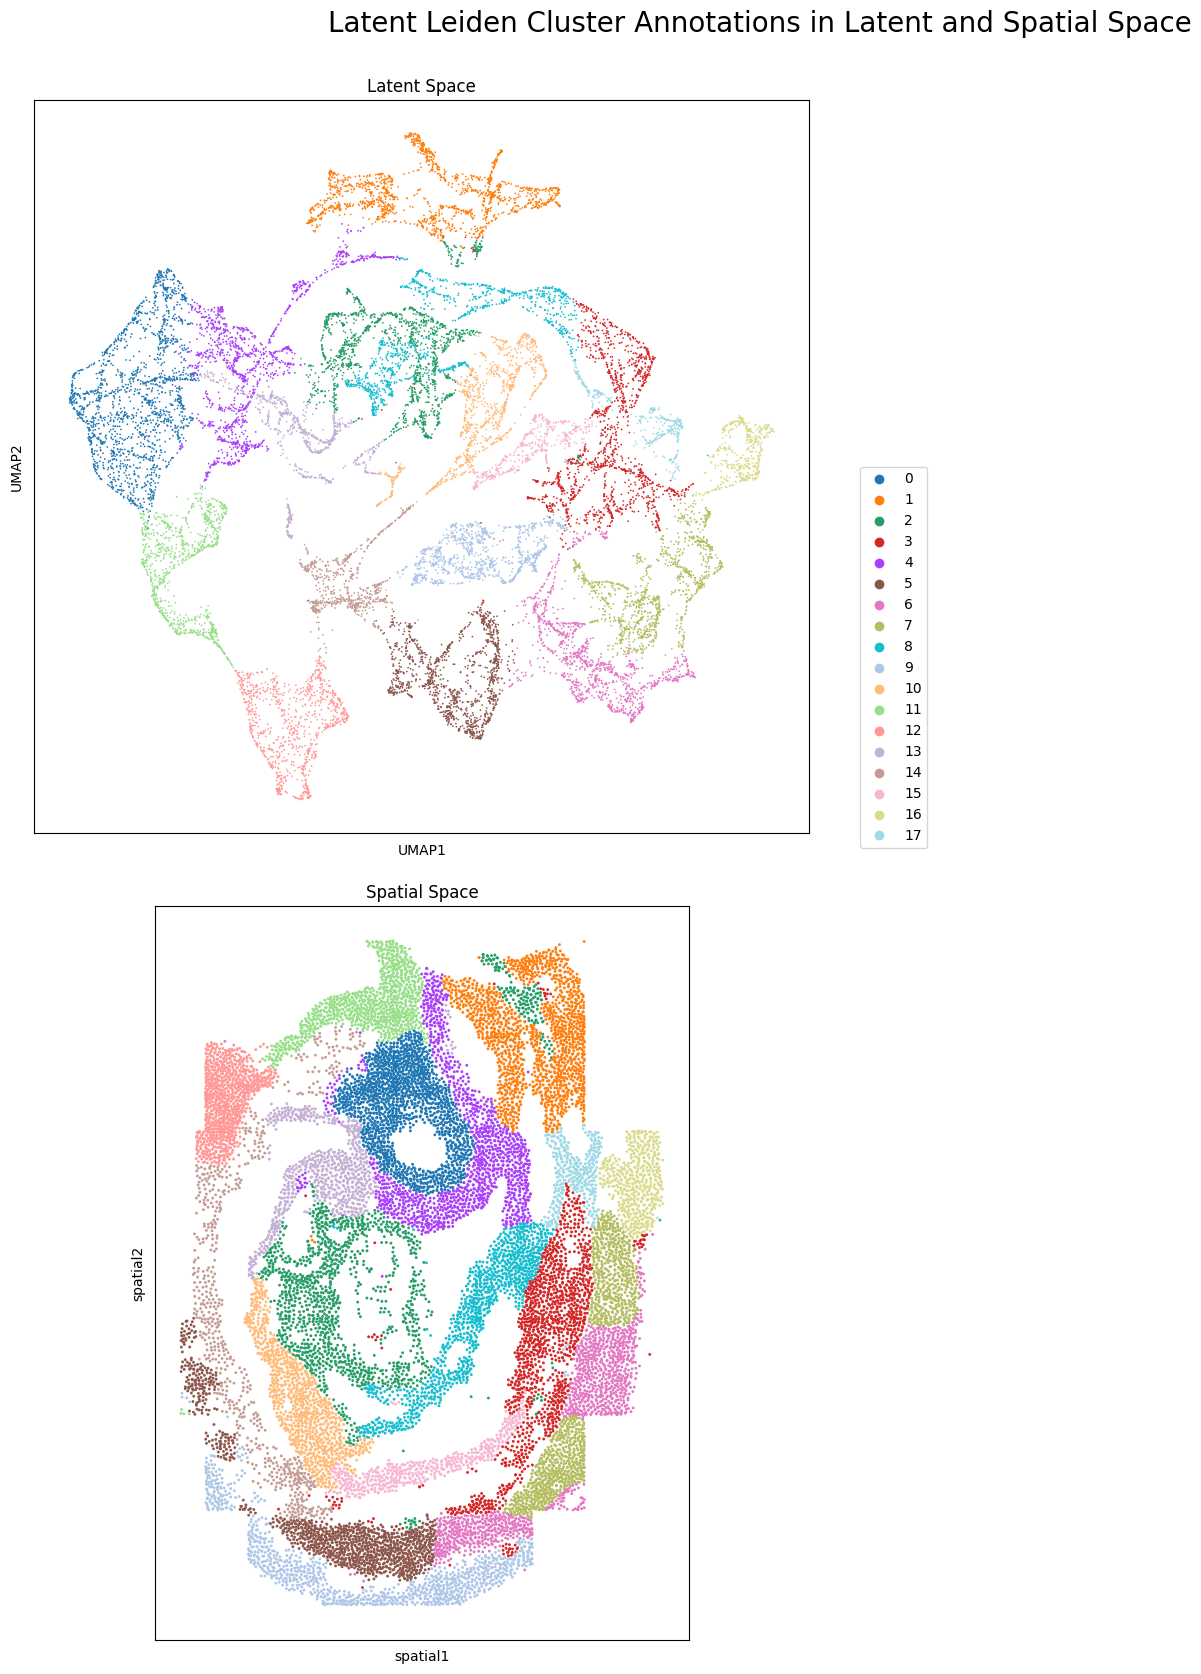 Latent Leiden Cluster Annotations in Latent and Spatial Space
Latent Space
UMAP2
UMAP1
0
1
2
3
4
5
6
7
8
9
10
11
12
13
14
15
16
17
Spatial Space
spatial2
spatial1